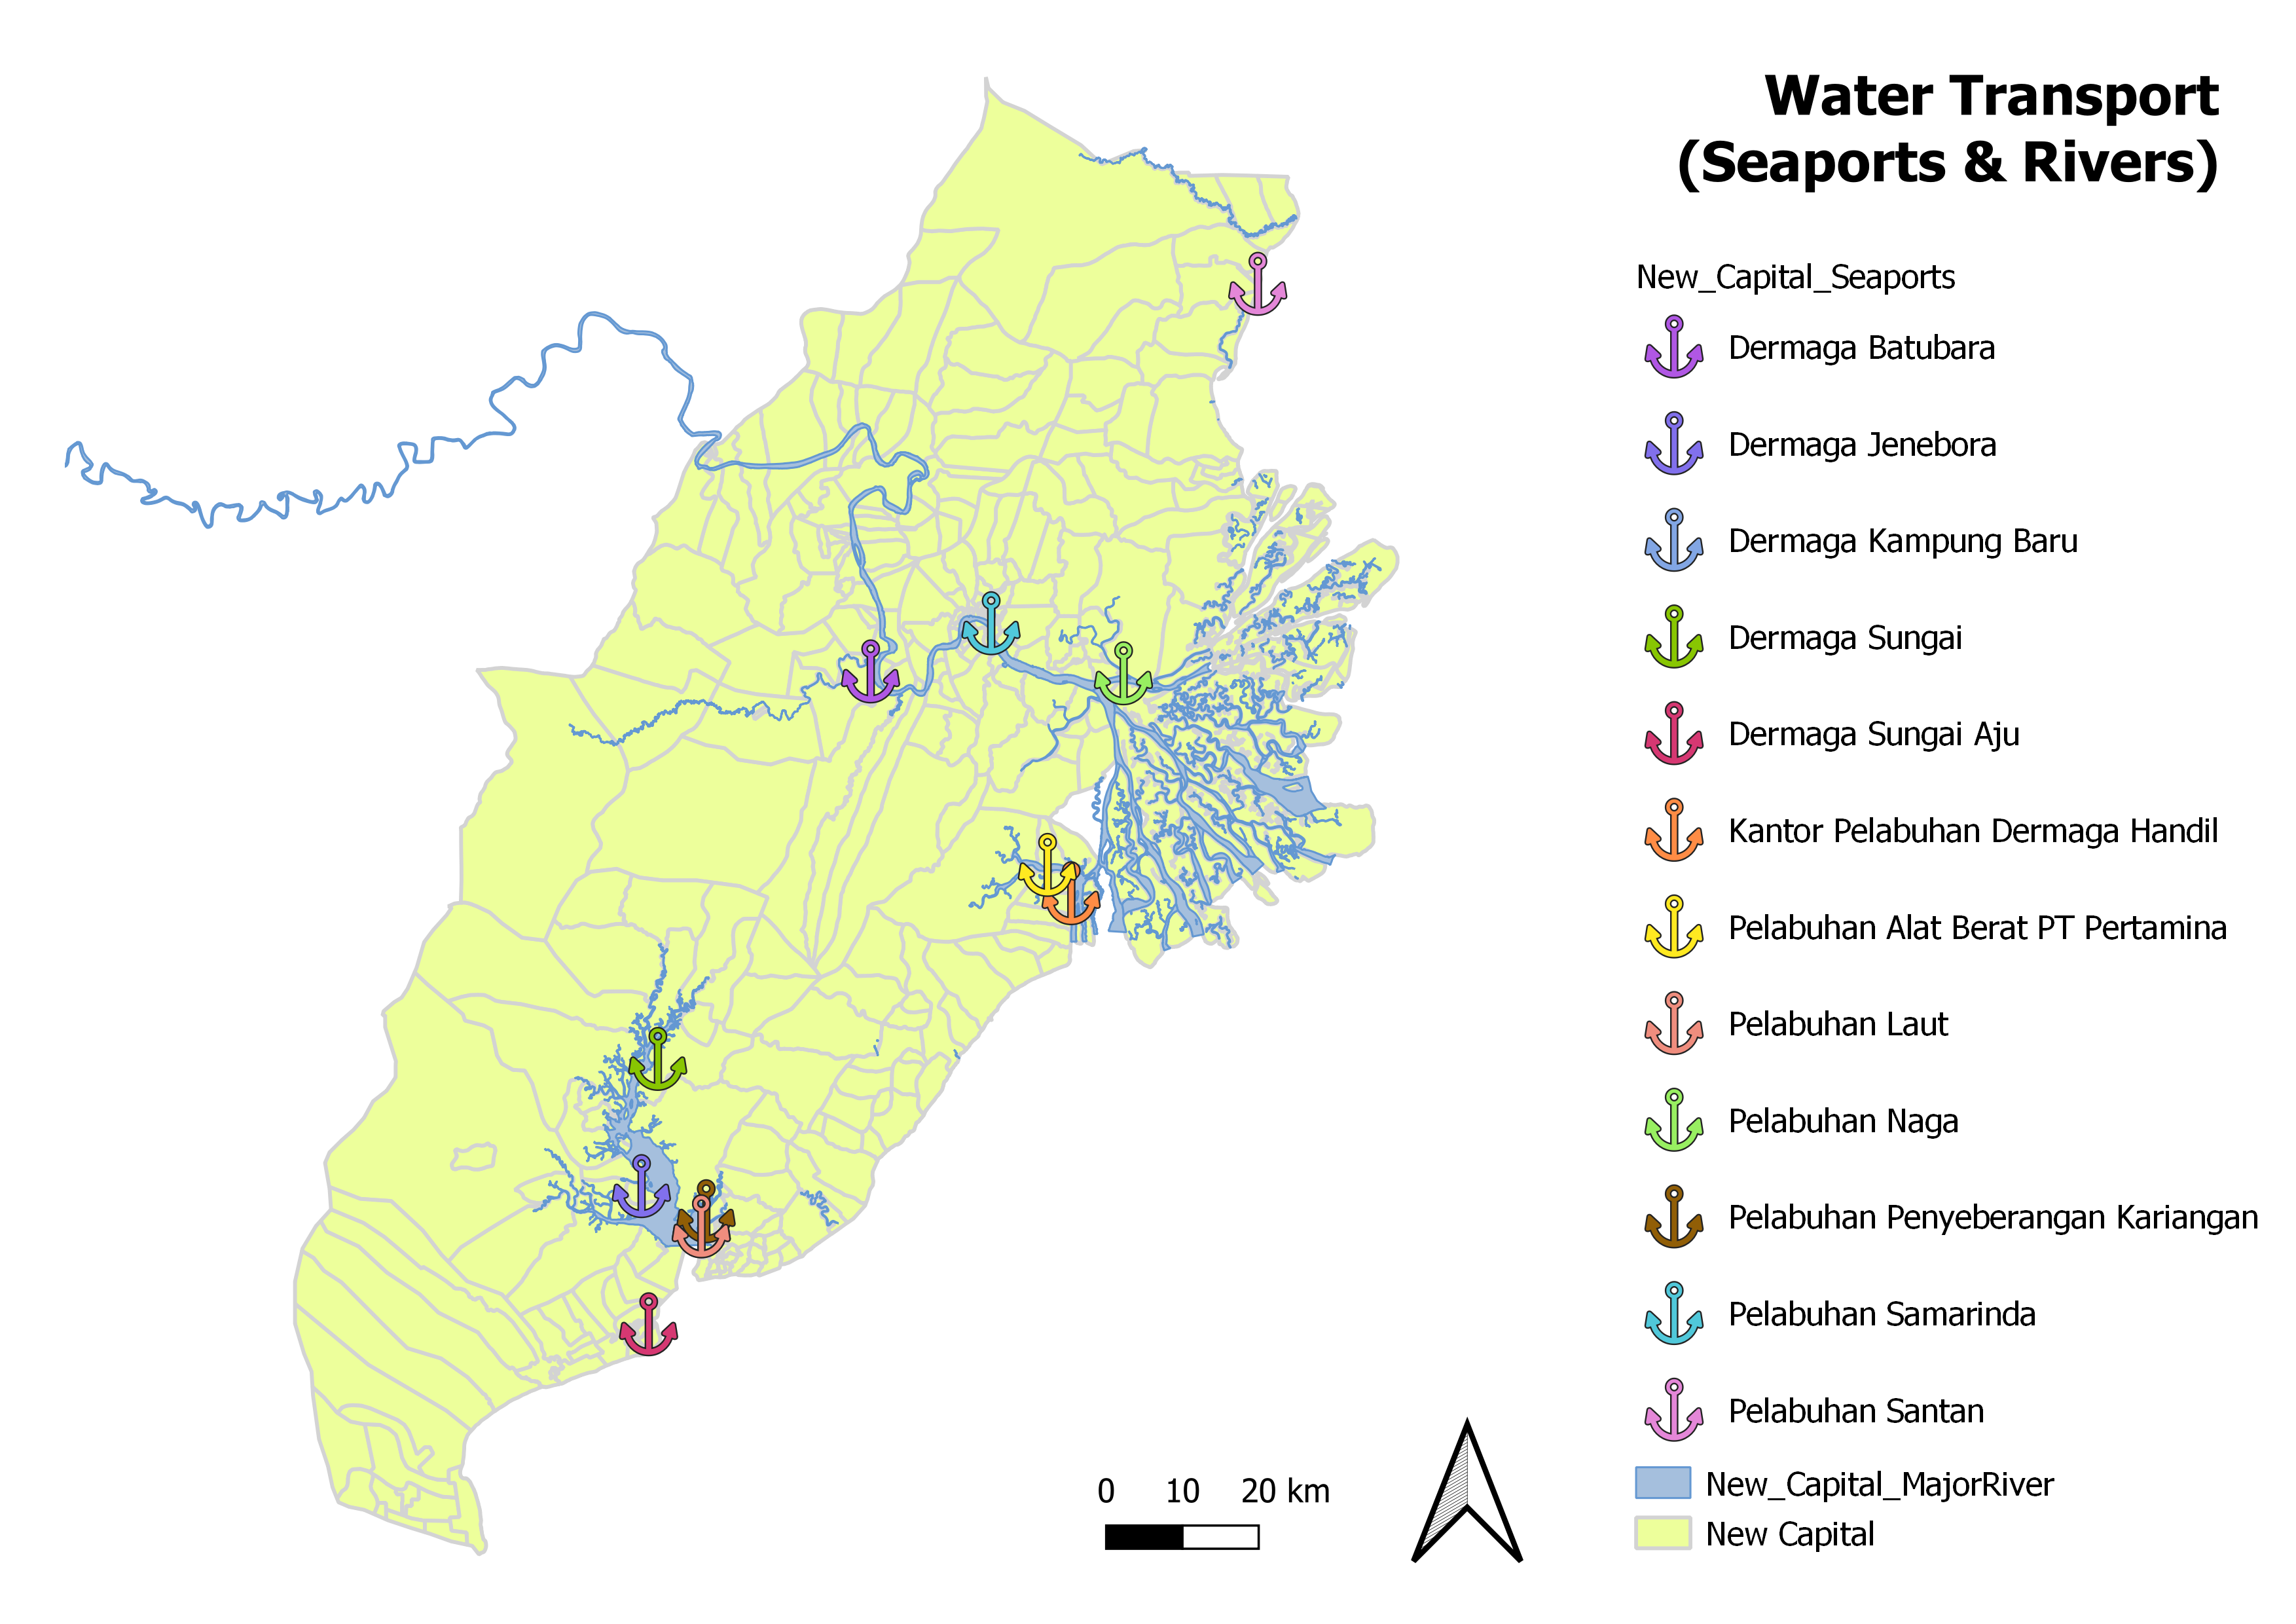 Water Transport
(Seaports & Rivers)
New_Capital_Seaports
Dermaga Batubara
Dermaga Jenebora
Dermaga Kampung Baru
Dermaga Sungai
Dermaga Sungai Aju
Kantor Pelabuhan Dermaga Handil
Pelabuhan Alat Berat PT Pertamina
Pelabuhan Laut
Pelabuhan Naga
Pelabuhan Penyeberangan Kariangan
Pelabuhan Samarinda
Pelabuhan Santan
New_Capital_MajorRiver
New Capital
0 10 20 km